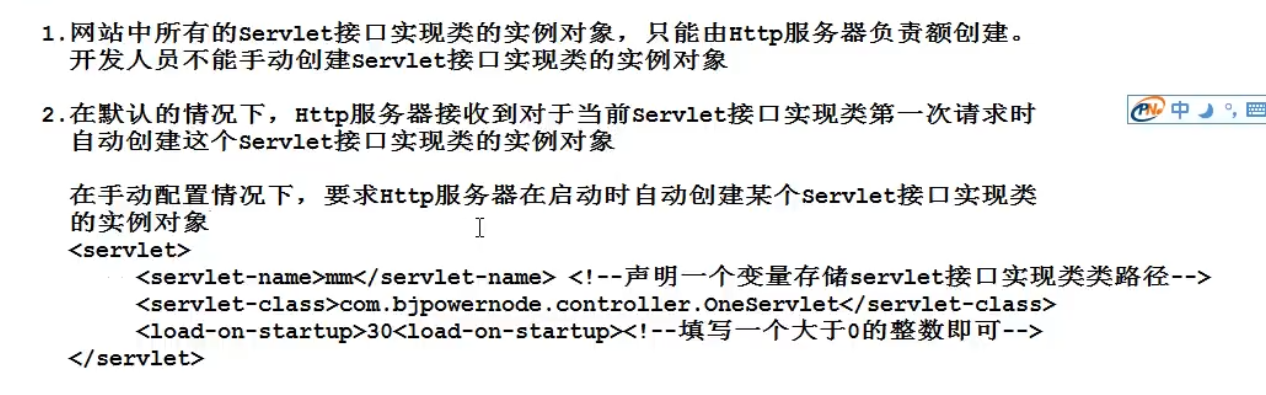 1.网站中所有的Servlet接口实现类的实例对象，只能由Http服务器负责额创建。
开发人员不能手动创建Servlet接口实现类的实例对象
2.在默认的情况下，Http服务器接收到对于当前Servlet接口实现类第一次请求时
自动创建这个Servlet接口实现类的实例对象
在手动配置情况下，要求Http服务器在启动时自动创建某个Servlet接口实现类
的实例对象
<servlet>
<servlet-name>mm</servlet-name> <!--声明一个变量存储servlet接口实现类类路径-->
<servlet-class>com.bjpowernode.controller.OneServlet</servlet-class>
<load-on-startup>30<load-on-startup><!--填写一个大于0的整数即可-->
</servlet>
中